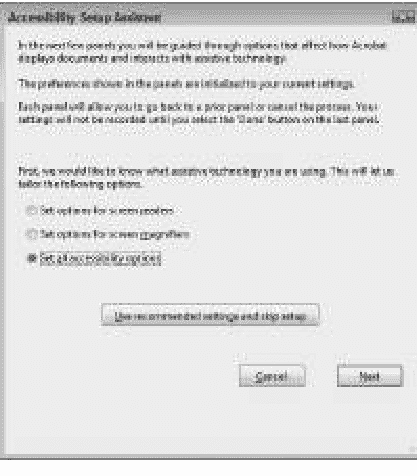 Accessibility Setup Assistant
In the next few panels you will be guided through options that affect how Acrobat
displays documents and interacts with assistive technology.
The preferences shown in the panels are initialized to your current settings.
Each panel will allow you to go back to a prior panel or cancel the process. Your
settings will not be recorded until you select the 'Done' button on the last panel.
First, we would like to know what assistive technology you are using. This will let us
tailor the following options.
Set options for screen readers
Set options for screen magnifiers
Set all accessibility options
Use recommended settings and skip setup
Cancel
Next